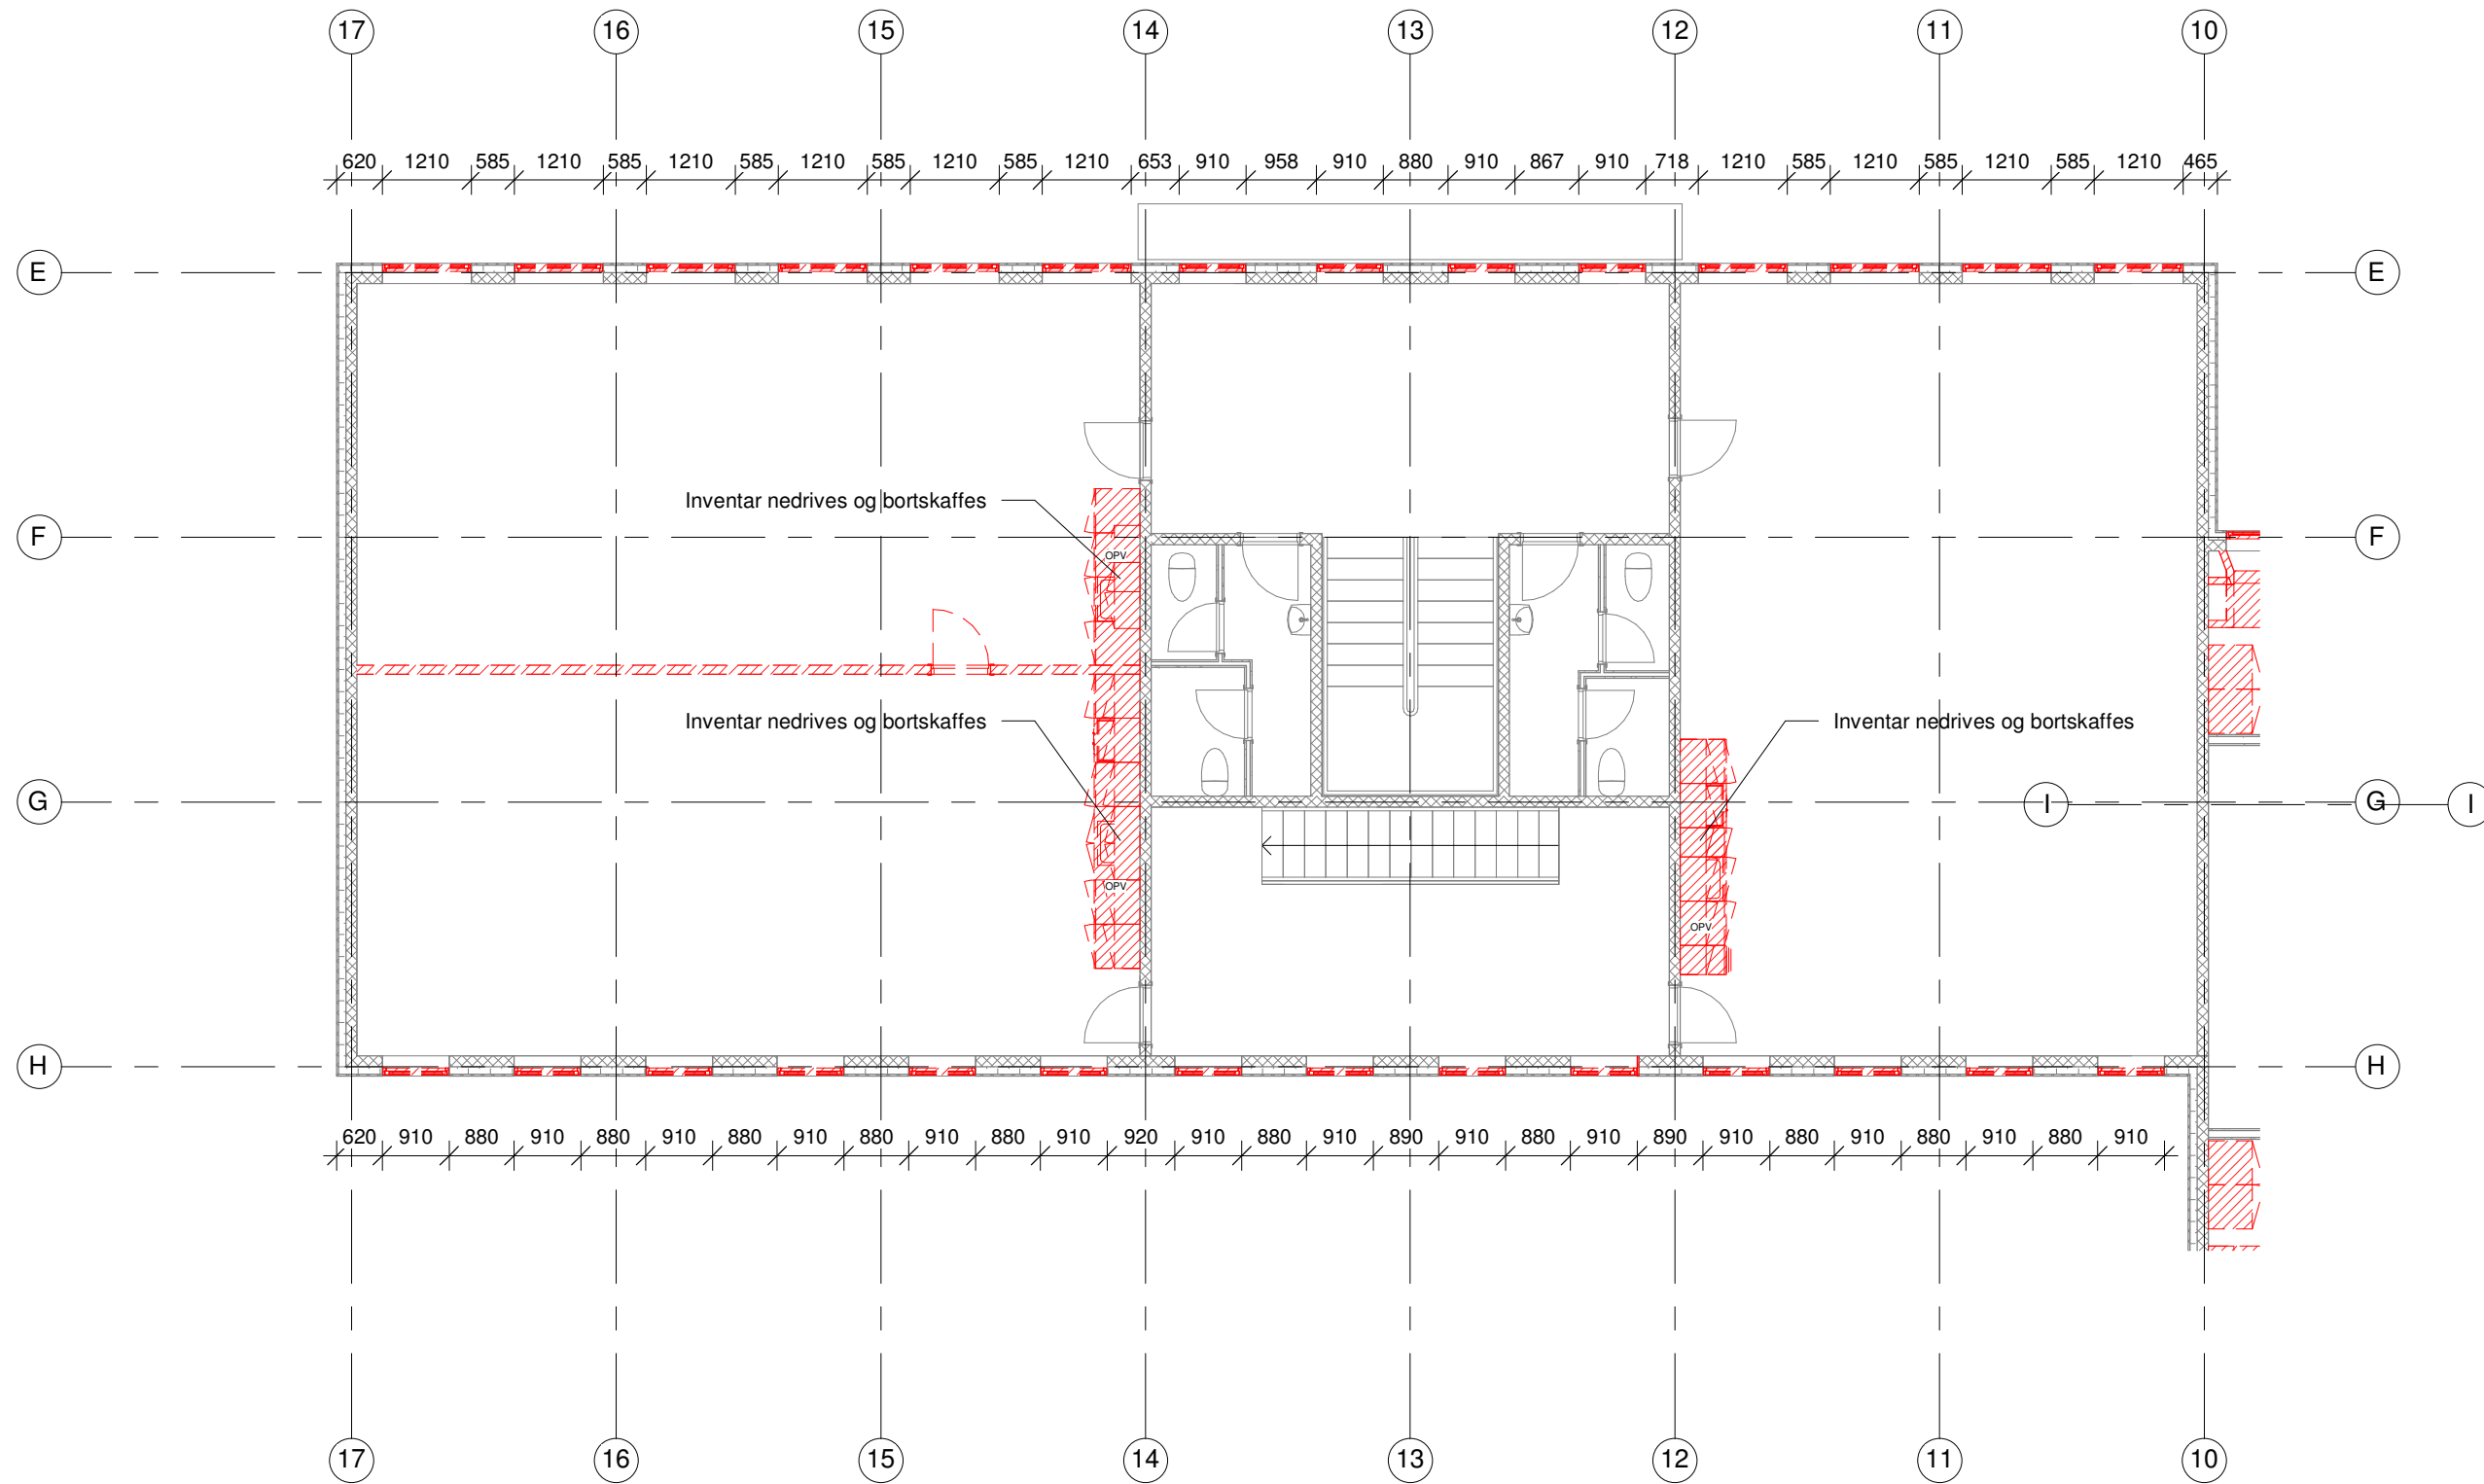 17 16 15 14 13 12 11 10
620 1210 585 1210 585 1210 585 1210 585 1210 585 1210 653 910 958 910 880 910 867 910 718 1210 585 1210 585 1210 585 1210 465
E E
Inventar nedrives og bortskaffes
F F
OPV
Inventar nedrives og bortskaffes Inventar nedrives og bortskaffes
G I G I
OPV
OPV
H H
620 910 880 910 880 910 880 910 880 910 880 910 920 910 880 910 890 910 880 910 890 910 880 910 880 910 880 910
17 16 15 14 13 12 11 10